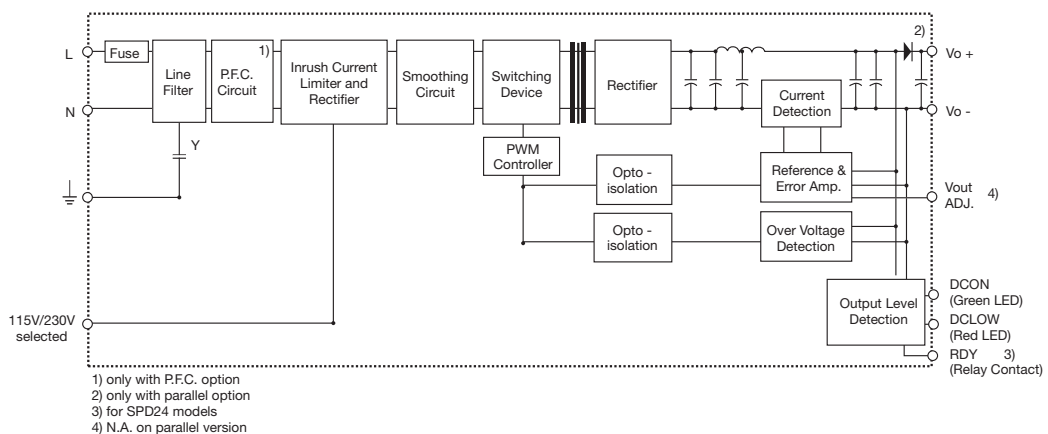 L
Fuse
Line
Filter
1)
P.F.C.
Circuit
Inrush Current
Limiter and
Rectifier
Smoothing
Circuit
Switching
Device
Rectifier
2)
Vo +
N
Current
Detection
Vo -
Y
PWM
Controller
Opto -
isolation
Reference &
Error Amp.
Vout
ADJ.
4)
Opto -
isolation
Over Voltage
Detection
115V/230V
selected
Output Level
Detection
DCON
(Green LED)
DCLOW
(Red LED)
RDY 3)
(Relay Contact)
1) only with P.F.C. option
2) only with parallel option
3) for SPD24 models
4) N.A. on parallel version